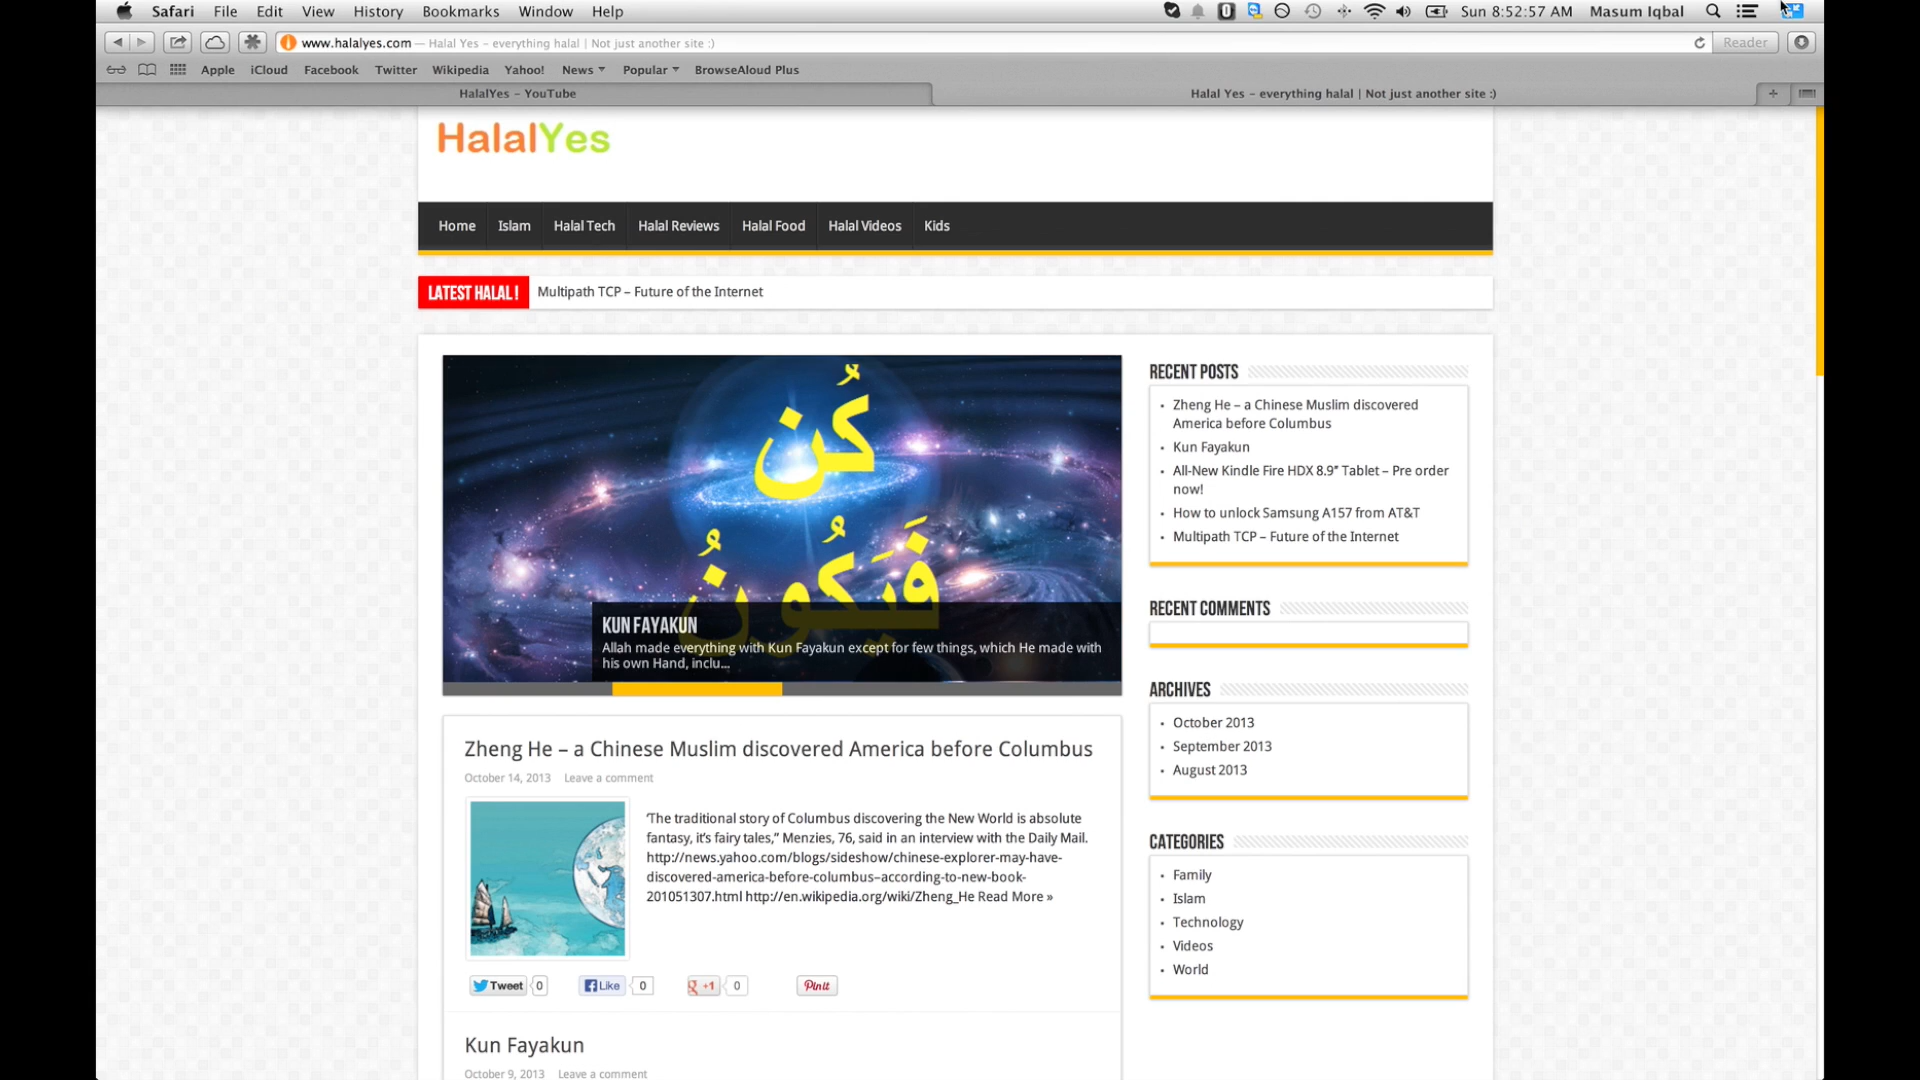 Safari File Edit View History Bookmarks Window Help Sun 8:52:57 AM Masum Iqbal
www.halalyes.com — Halal Yes – everything halal | Not just another site :) Reader
Apple iCloud Facebook Twitter Wikipedia Yahoo! News Popular BrowseAloud Plus
HalalYes – YouTube Halal Yes – everything halal | Not just another site :)
HalalYes
Home Islam Halal Tech Halal Reviews Halal Food Halal Videos Kids
LATEST HALAL ! Multipath TCP – Future of the Internet
كُن
فَيَكُونُ
KUN FAYAKUN
Allah made everything with Kun Fayakun except for few things, which He made with
his own Hand, inclu...
Zheng He – a Chinese Muslim discovered America before Columbus
October 14, 2013 Leave a comment
‘The traditional story of Columbus discovering the New World is absolute
fantasy, it’s fairy tales,” Menzies, 76, said in an interview with the Daily Mail.
http://news.yahoo.com/blogs/sideshow/chinese-explorer-may-have-
discovered-america-before-columbus–according-to-new-book-
201051307.html http://en.wikipedia.org/wiki/Zheng_He Read More »
Tweet 0 Like 0 g +1 0 Pinit
Kun Fayakun
October 9, 2013 Leave a comment
RECENT POSTS
Zheng He – a Chinese Muslim discovered
America before Columbus
Kun Fayakun
All-New Kindle Fire HDX 8.9″ Tablet – Pre order
now!
How to unlock Samsung A157 from AT&T
Multipath TCP – Future of the Internet
RECENT COMMENTS
ARCHIVES
October 2013
September 2013
August 2013
CATEGORIES
Family
Islam
Technology
Videos
World